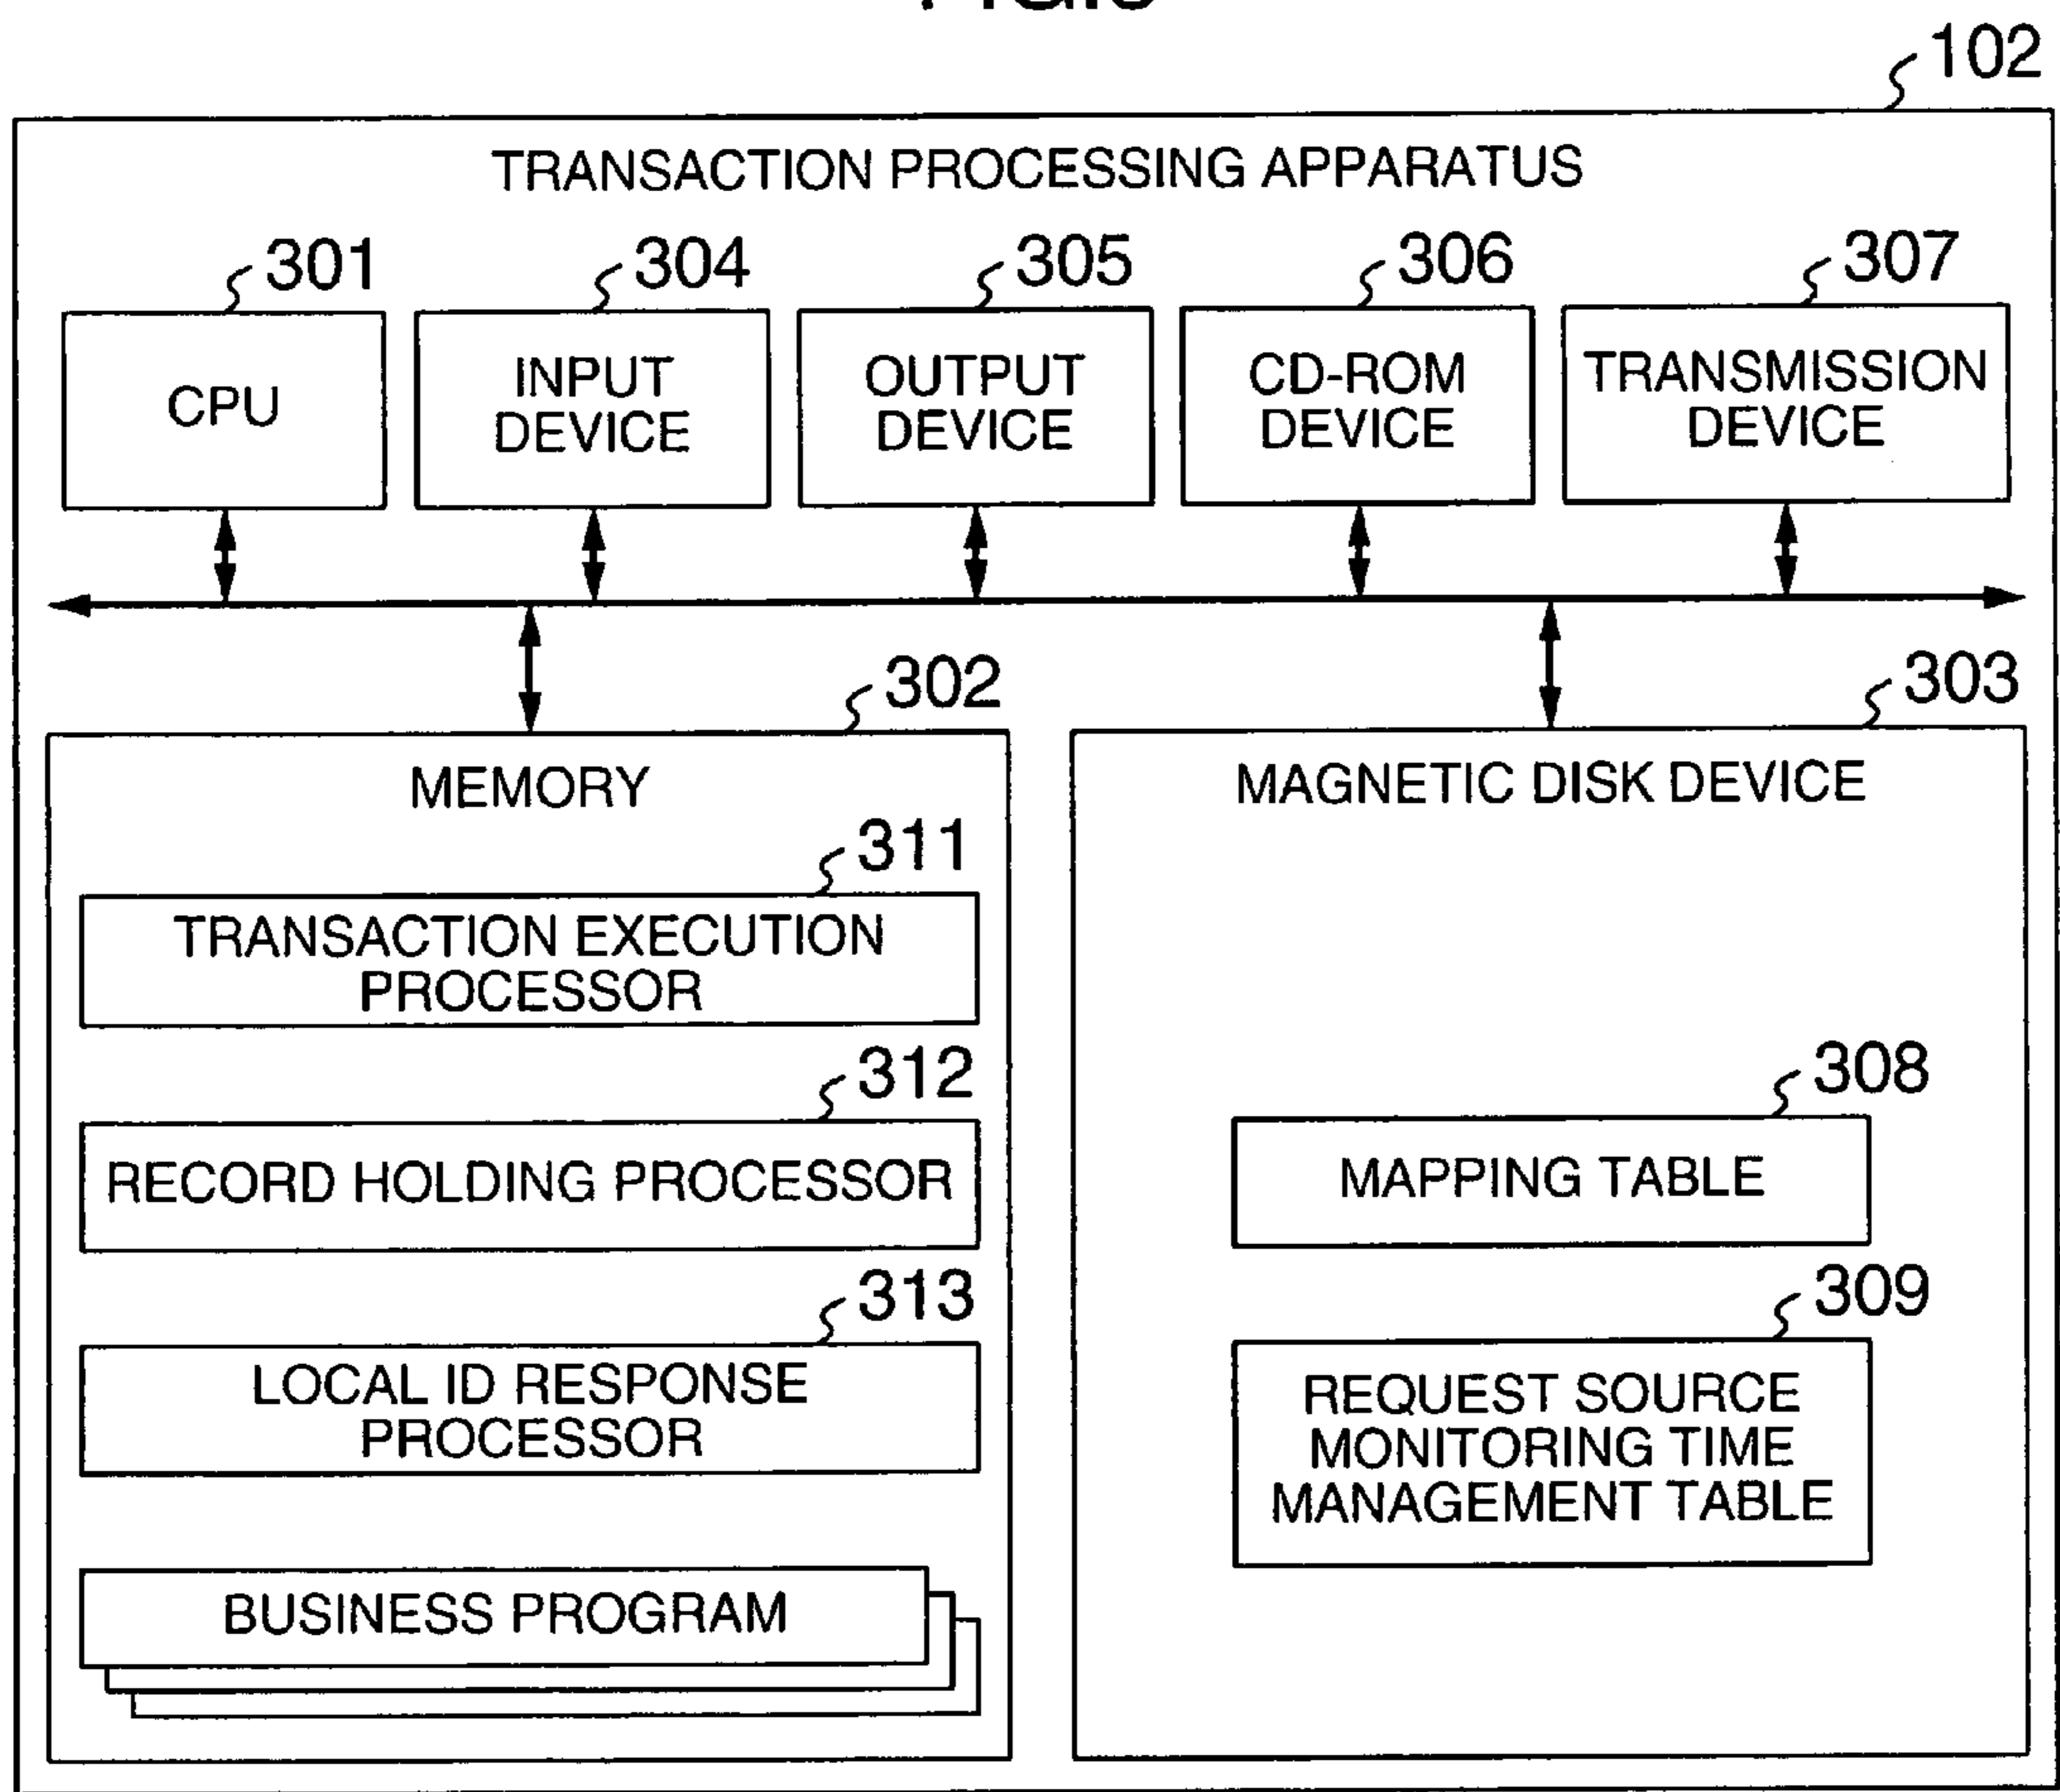 102
TRANSACTION PROCESSING APPARATUS
301
304
305
306
307
CPU
INPUT
DEVICE
OUTPUT
DEVICE
CD-ROM
DEVICE
TRANSMISSION
DEVICE
302
303
MEMORY
311
TRANSACTION EXECUTION
PROCESSOR
312
RECORD HOLDING PROCESSOR
313
LOCAL ID RESPONSE
PROCESSOR
BUSINESS PROGRAM
MAGNETIC DISK DEVICE
308
MAPPING TABLE
309
REQUEST SOURCE
MONITORING TIME
MANAGEMENT TABLE